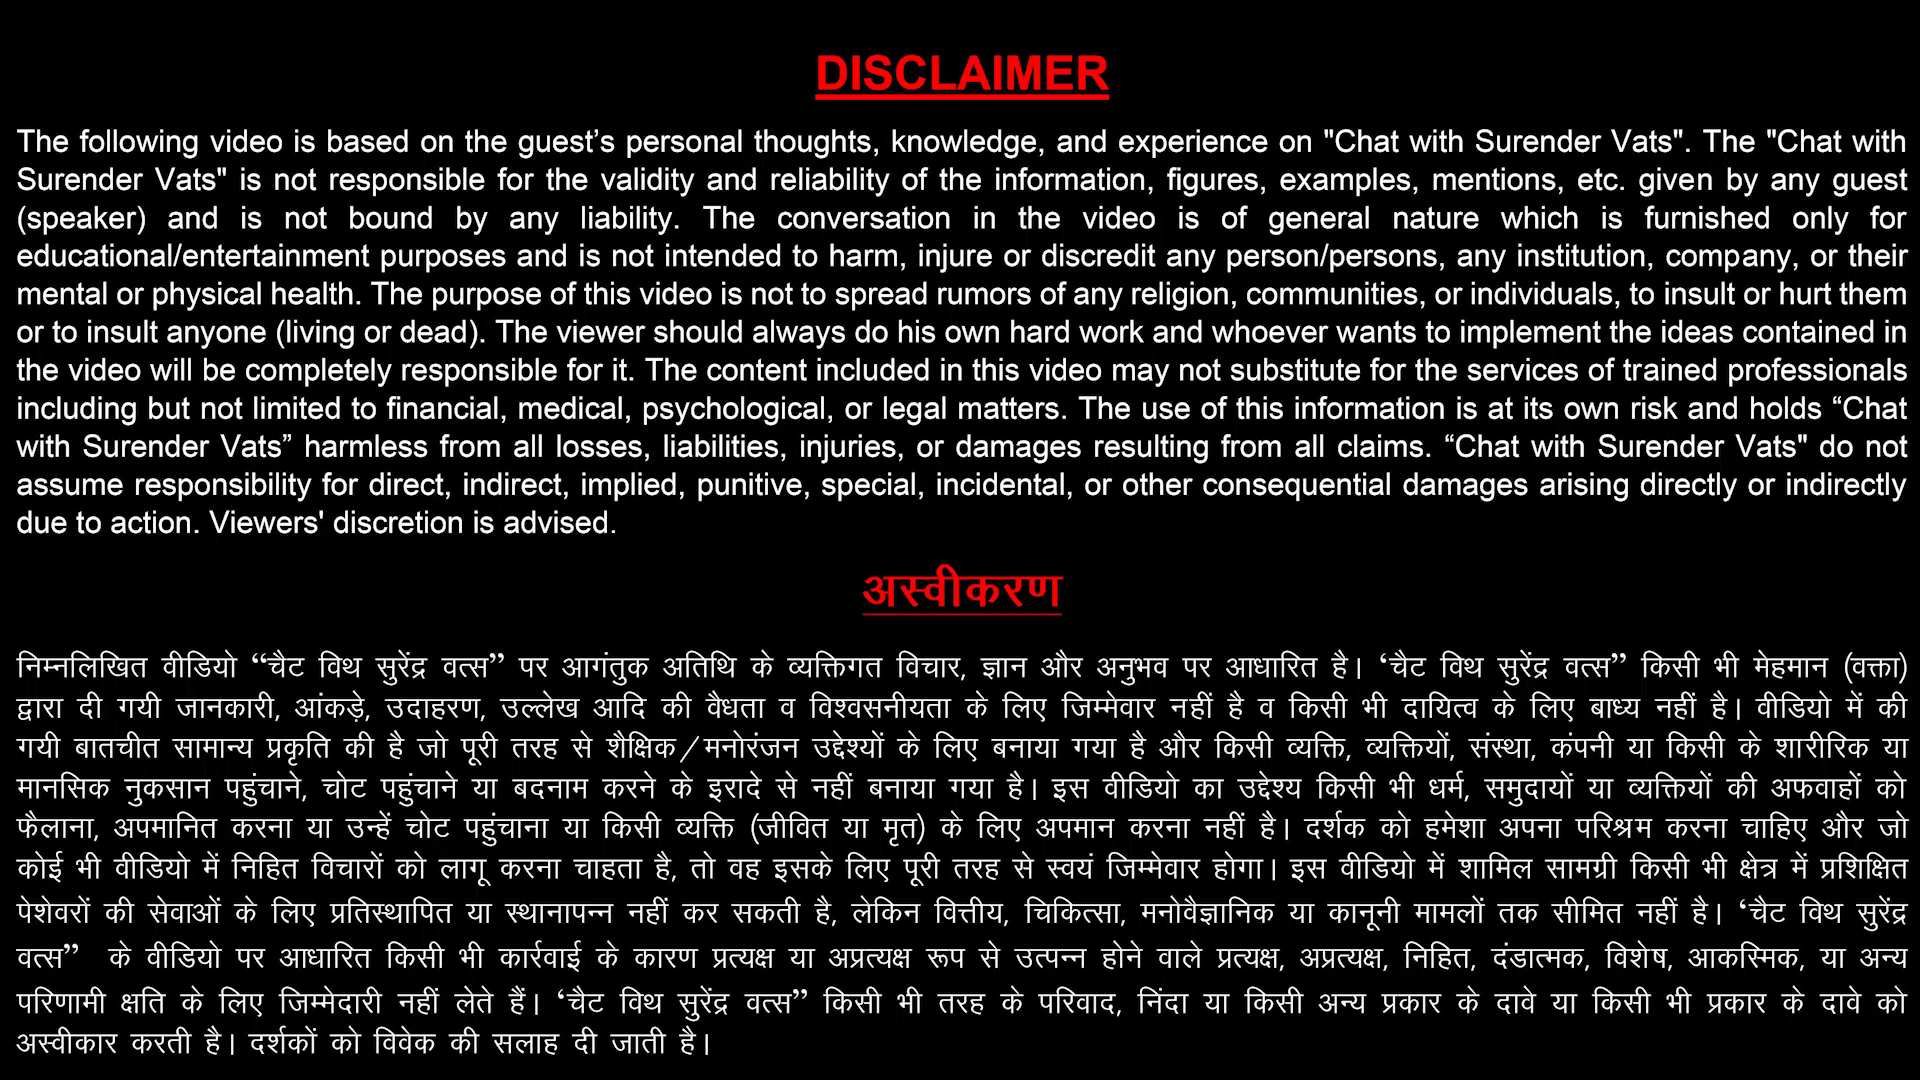 DISCLAIMER
The following video is based on the guest’s personal thoughts, knowledge, and experience on "Chat with Surender Vats". The "Chat with
Surender Vats" is not responsible for the validity and reliability of the information, figures, examples, mentions, etc. given by any guest
(speaker) and is not bound by any liability. The conversation in the video is of general nature which is furnished only for
educational/entertainment purposes and is not intended to harm, injure or discredit any person/persons, any institution, company, or their
mental or physical health. The purpose of this video is not to spread rumors of any religion, communities, or individuals, to insult or hurt them
or to insult anyone (living or dead). The viewer should always do his own hard work and whoever wants to implement the ideas contained in
the video will be completely responsible for it. The content included in this video may not substitute for the services of trained professionals
including but not limited to financial, medical, psychological, or legal matters. The use of this information is at its own risk and holds “Chat
with Surender Vats” harmless from all losses, liabilities, injuries, or damages resulting from all claims. “Chat with Surender Vats" do not
assume responsibility for direct, indirect, implied, punitive, special, incidental, or other consequential damages arising directly or indirectly
due to action. Viewers' discretion is advised.
अस्वीकरण
निम्नलिखित वीडियो “चैट विथ सुरेंद्र वत्स” पर आगंतुक अतिथि के व्यक्तिगत विचार, ज्ञान और अनुभव पर आधारित है। ‘चैट विथ सुरेंद्र वत्स” किसी भी मेहमान (वक्ता)
द्वारा दी गयी जानकारी, आंकड़े, उदाहरण, उल्लेख आदि की वैधता व विश्वसनीयता के लिए जिम्मेवार नहीं है व किसी भी दायित्व के लिए बाध्य नहीं है। वीडियो में की
गयी बातचीत सामान्य प्रकृति की है जो पूरी तरह से शैक्षिक/मनोरंजन उद्देश्यों के लिए बनाया गया है और किसी व्यक्ति, व्यक्तियों, संस्था, कंपनी या किसी के शारीरिक या
मानसिक नुकसान पहुंचाने, चोट पहुंचाने या बदनाम करने के इरादे से नहीं बनाया गया है। इस वीडियो का उद्देश्य किसी भी धर्म, समुदायों या व्यक्तियों की अफवाहों को
फैलाना, अपमानित करना या उन्हें चोट पहुंचाना या किसी व्यक्ति (जीवित या मृत) के लिए अपमान करना नहीं है। दर्शक को हमेशा अपना परिश्रम करना चाहिए और जो
कोई भी वीडियो में निहित विचारों को लागू करना चाहता है, तो वह इसके लिए पूरी तरह से स्वयं जिम्मेवार होगा। इस वीडियो में शामिल सामग्री किसी भी क्षेत्र में प्रशिक्षित
पेशेवरों की सेवाओं के लिए प्रतिस्थापित या स्थानापन्न नहीं कर सकती है, लेकिन वित्तीय, चिकित्सा, मनोवैज्ञानिक या कानूनी मामलों तक सीमित नहीं है। ‘चैट विथ सुरेंद्र
वत्स” के वीडियो पर आधारित किसी भी कार्रवाई के कारण प्रत्यक्ष या अप्रत्यक्ष रूप से उत्पन्न होने वाले प्रत्यक्ष, अप्रत्यक्ष, निहित, दंडात्मक, विशेष, आकस्मिक, या अन्य
परिणामी क्षति के लिए जिम्मेदारी नहीं लेते हैं। ‘चैट विथ सुरेंद्र वत्स” किसी भी तरह के परिवाद, निंदा या किसी अन्य प्रकार के दावे या किसी भी प्रकार के दावे को
अस्वीकार करती है। दर्शकों को विवेक की सलाह दी जाती है।